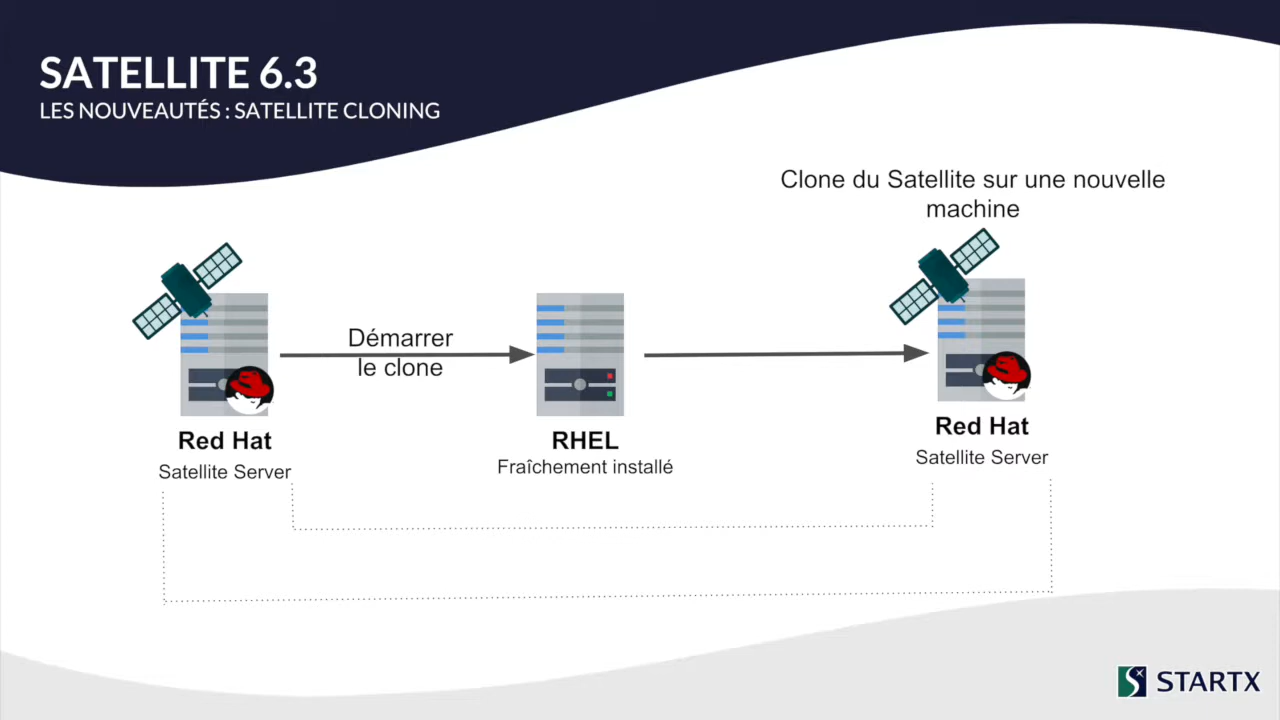 SATELLITE 6.3
LES NOUVEAUTÉS : SATELLITE CLONING
Clone du Satellite sur une nouvelle
machine
Démarrer
le clone
Red Hat
Satellite Server
RHEL
Fraîchement installé
Red Hat
Satellite Server
STARTX